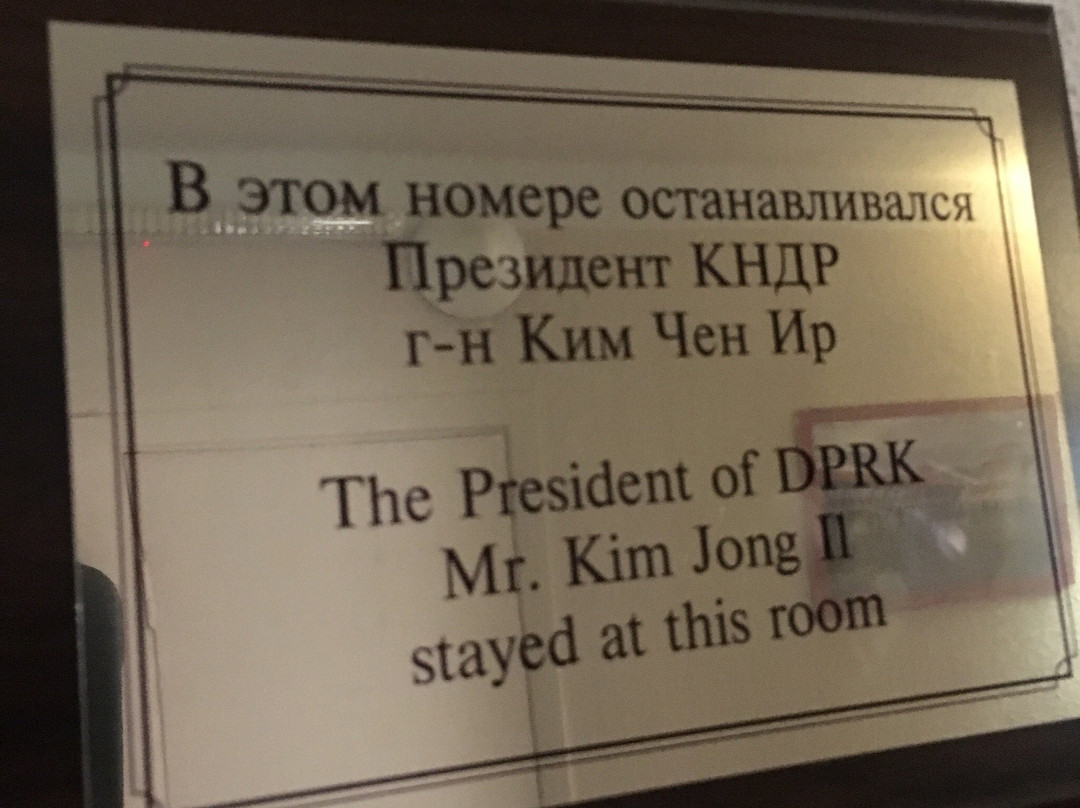 В этом номере останавливался
Президент КНДР
г-н Ким Чен Ир
The President of DPRK
Mr. Kim Jong Il
stayed at this room